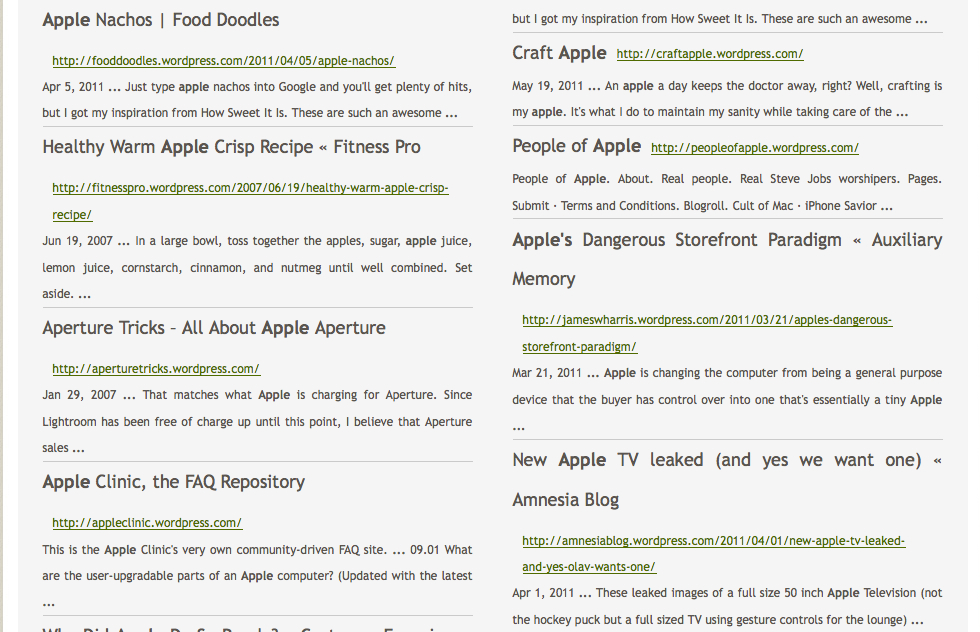 Apple Nachos | Food Doodles
http://fooddoodles.wordpress.com/2011/04/05/apple-nachos/
Apr 5, 2011 ... Just type apple nachos into Google and you'll get plenty of hits,
but I got my inspiration from How Sweet It Is. These are such an awesome ...
Healthy Warm Apple Crisp Recipe « Fitness Pro
http://fitnesspro.wordpress.com/2007/06/19/healthy-warm-apple-crisp-
recipe/
Jun 19, 2007 ... In a large bowl, toss together the apples, sugar, apple juice,
lemon juice, cornstarch, cinnamon, and nutmeg until well combined. Set
aside. ...
Aperture Tricks – All About Apple Aperture
http://aperturetricks.wordpress.com/
Jan 29, 2007 ... That matches what Apple is charging for Aperture. Since
Lightroom has been free of charge up until this point, I believe that Aperture
sales ...
Apple Clinic, the FAQ Repository
http://appleclinic.wordpress.com/
This is the Apple Clinic's very own community-driven FAQ site. ... 09.01 What
are the user-upgradable parts of an Apple computer? (Updated with the latest
...
but I got my inspiration from How Sweet It Is. These are such an awesome ...
Craft Apple http://craftapple.wordpress.com/
May 19, 2011 ... An apple a day keeps the doctor away, right? Well, crafting is
my apple. It's what I do to maintain my sanity while taking care of the ...
People of Apple http://peopleofapple.wordpress.com/
People of Apple. About. Real people. Real Steve Jobs worshipers. Pages.
Submit · Terms and Conditions. Blogroll. Cult of Mac · iPhone Savior ...
Apple's Dangerous Storefront Paradigm « Auxiliary
Memory
http://jameswharris.wordpress.com/2011/03/21/apples-dangerous-
storefront-paradigm/
Mar 21, 2011 ... Apple is changing the computer from being a general purpose
device that the buyer has control over into one that's essentially a tiny Apple
...
New Apple TV leaked (and yes we want one) «
Amnesia Blog
http://amnesiablog.wordpress.com/2011/04/01/new-apple-tv-leaked-
and-yes-olav-wants-one/
Apr 1, 2011 ... These leaked images of a full size 50 inch Apple Television (not
the hockey puck but a full sized TV using gesture controls for the lounge) ...